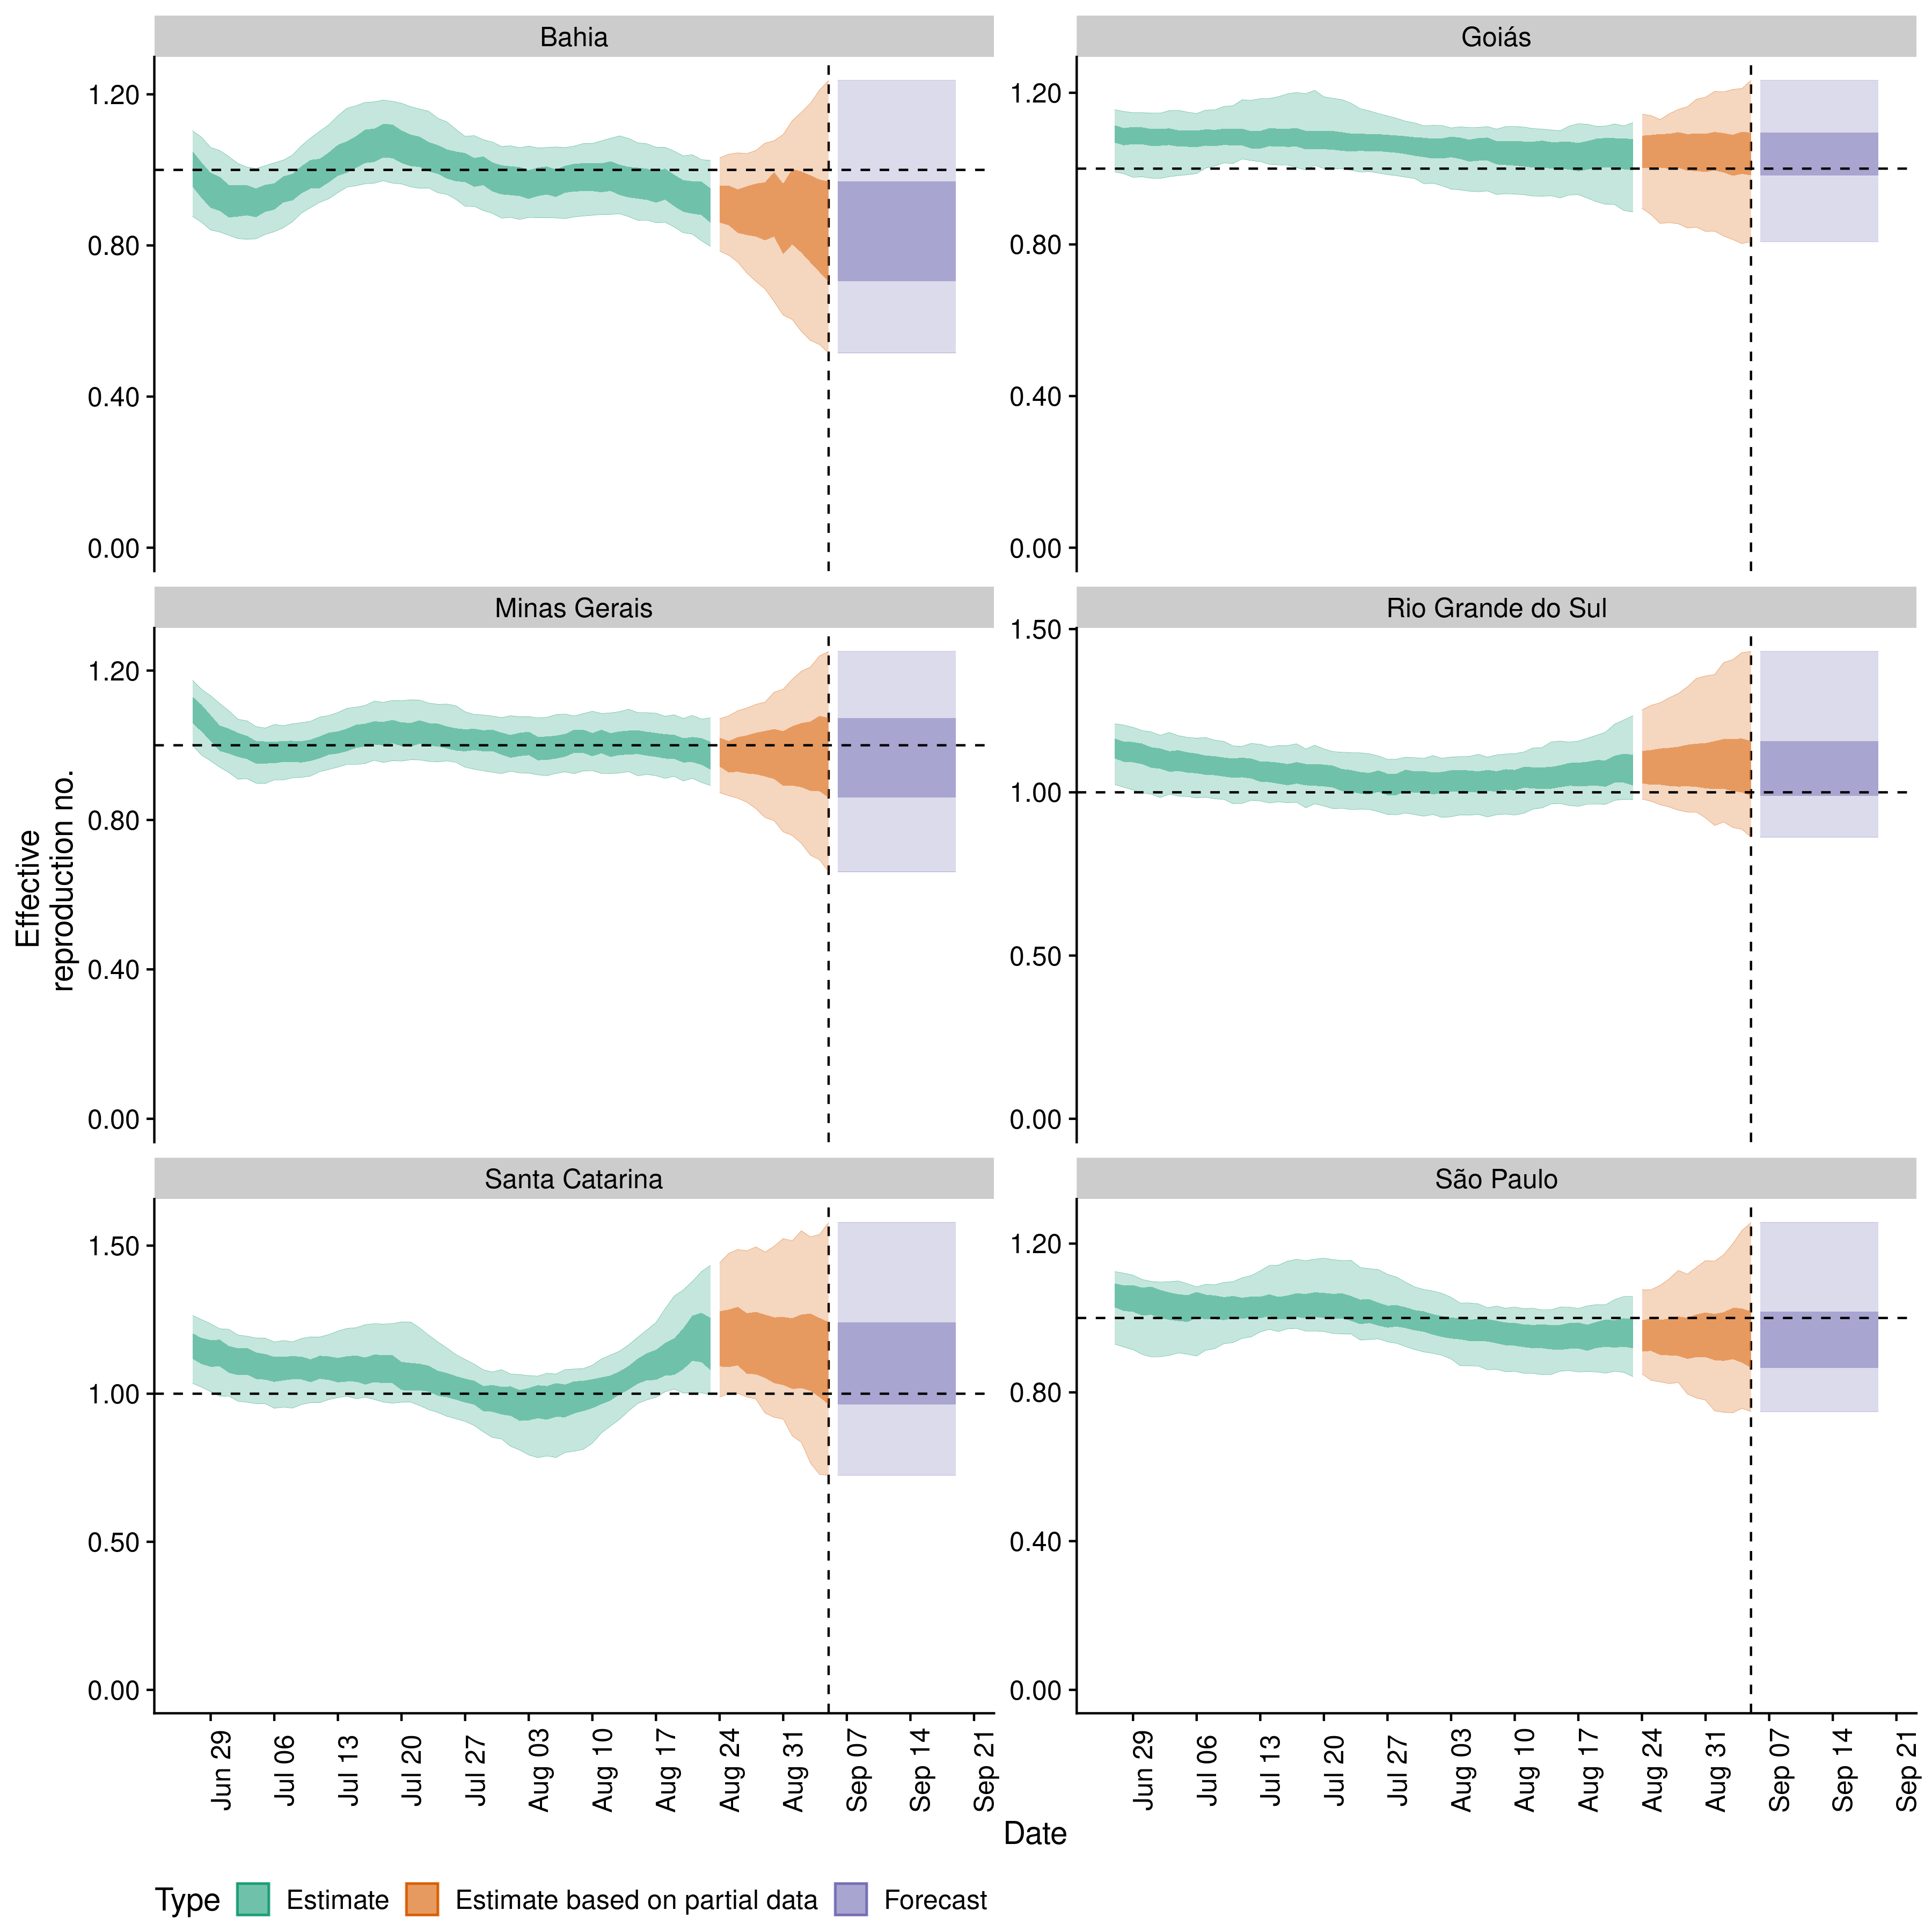 Bahia
Goiás
1.20
0.80
0.40
0.00
1.20
0.80
0.40
0.00
Minas Gerais
Rio Grande do Sul
1.20
0.80
0.40
0.00
1.50
1.00
0.50
0.00
Santa Catarina
São Paulo
1.50
1.00
0.50
0.00
1.20
0.80
0.40
0.00
Effective
reproduction no.
Jun 29
Jul 06
Jul 13
Jul 20
Jul 27
Aug 03
Aug 10
Aug 17
Aug 24
Aug 31
Sep 07
Sep 14
Sep 21
Jun 29
Jul 06
Jul 13
Jul 20
Jul 27
Aug 03
Aug 10
Aug 17
Aug 24
Aug 31
Sep 07
Sep 14
Sep 21
Date
Type Estimate Estimate based on partial data Forecast